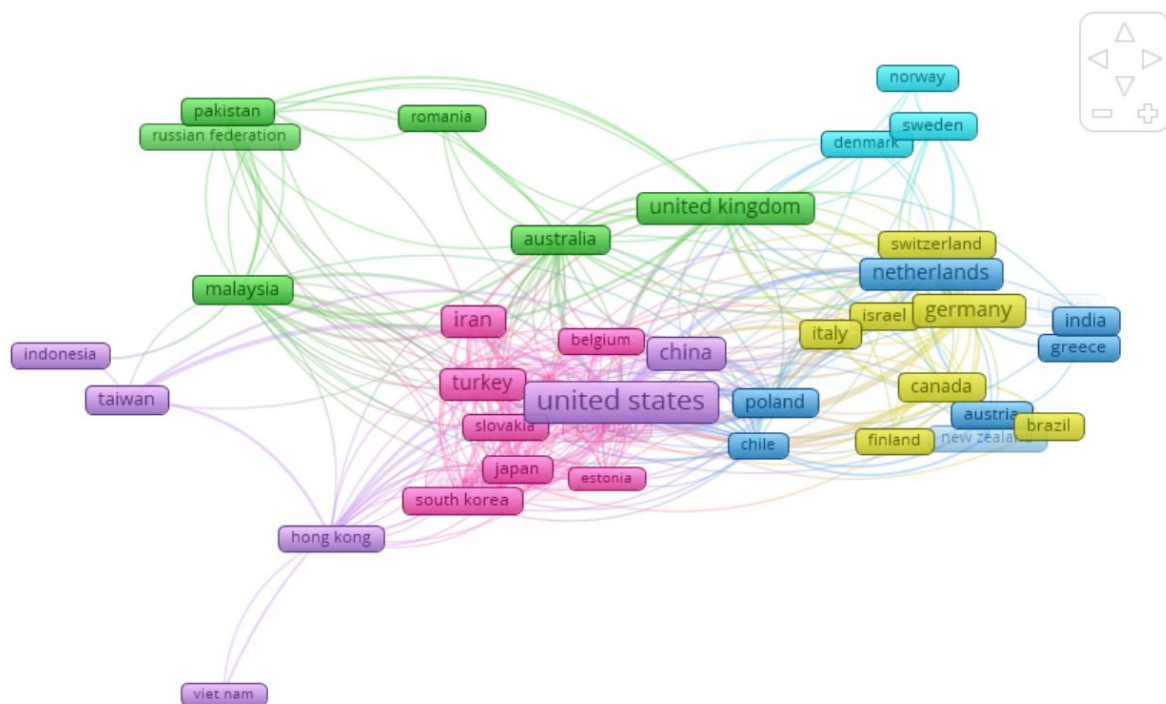 norway
pakistan
romania
sweden
russian federation
denmark
united kingdom
australia
switzerland
netherlands
malaysia
germany
israel
iran
india
italy
belgium
greece
china
indonesia
turkey
canada
taiwan
united states
poland
austria
slovakia
brazil
new zealand
chile
finland
japan
estonia
south korea
hong kong
viet nam